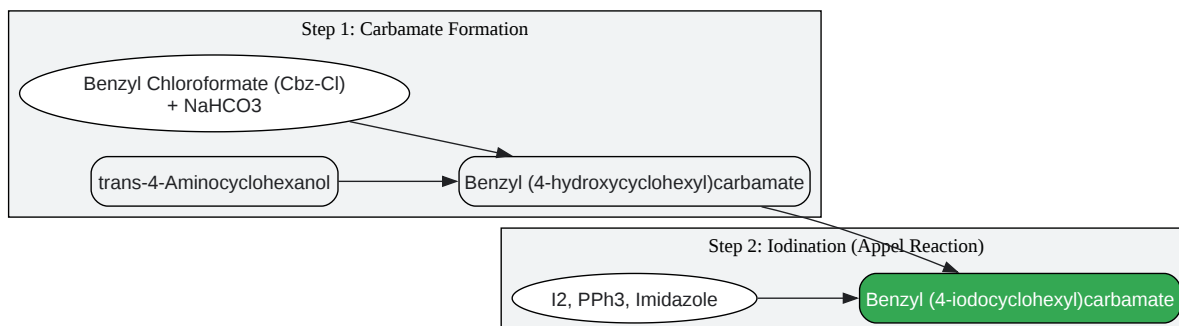 Step 1: Carbamate Formation
Benzyl Chloroformate (Cbz-Cl)
+ NaHCO3
trans-4-Aminocyclohexanol
Benzyl (4-hydroxycyclohexyl)carbamate
Step 2: Iodination (Appel Reaction)
I2, PPh3, Imidazole
Benzyl (4-iodocyclohexyl)carbamate